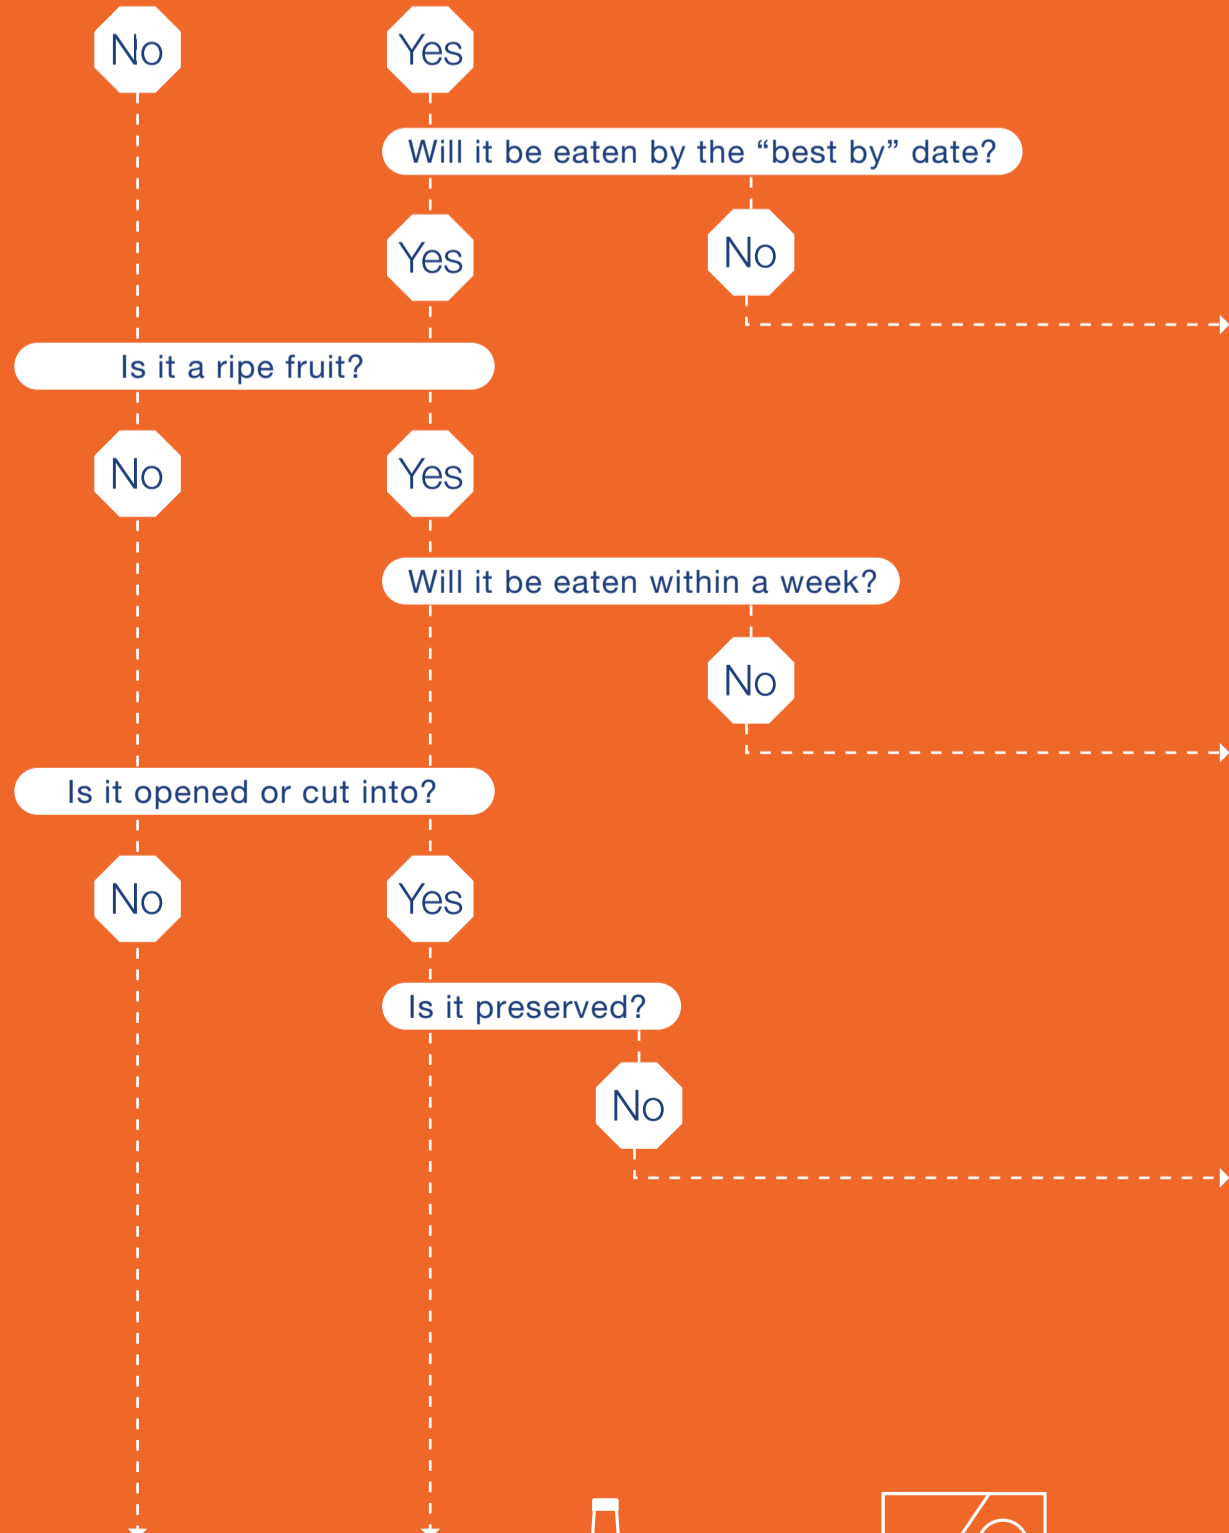 No
Yes
Will it be eaten by the “best by” date?
Yes
No
Is it a ripe fruit?
No
Yes
Will it be eaten within a week?
No
Is it opened or cut into?
No
Yes
Is it preserved?
No